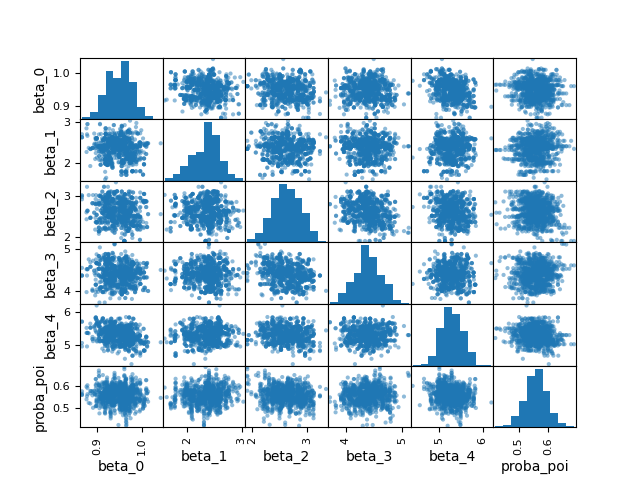 beta_0
1.0
0.9
beta_1
3
2
beta_2
3
2
beta_3
5
4
beta_4
6
5
proba_poi
0.6
0.5
0.9 1.0 2 3 2 3 4 5 5 6 0.5 0.6
beta_0 beta_1 beta_2 beta_3 beta_4 proba_poi